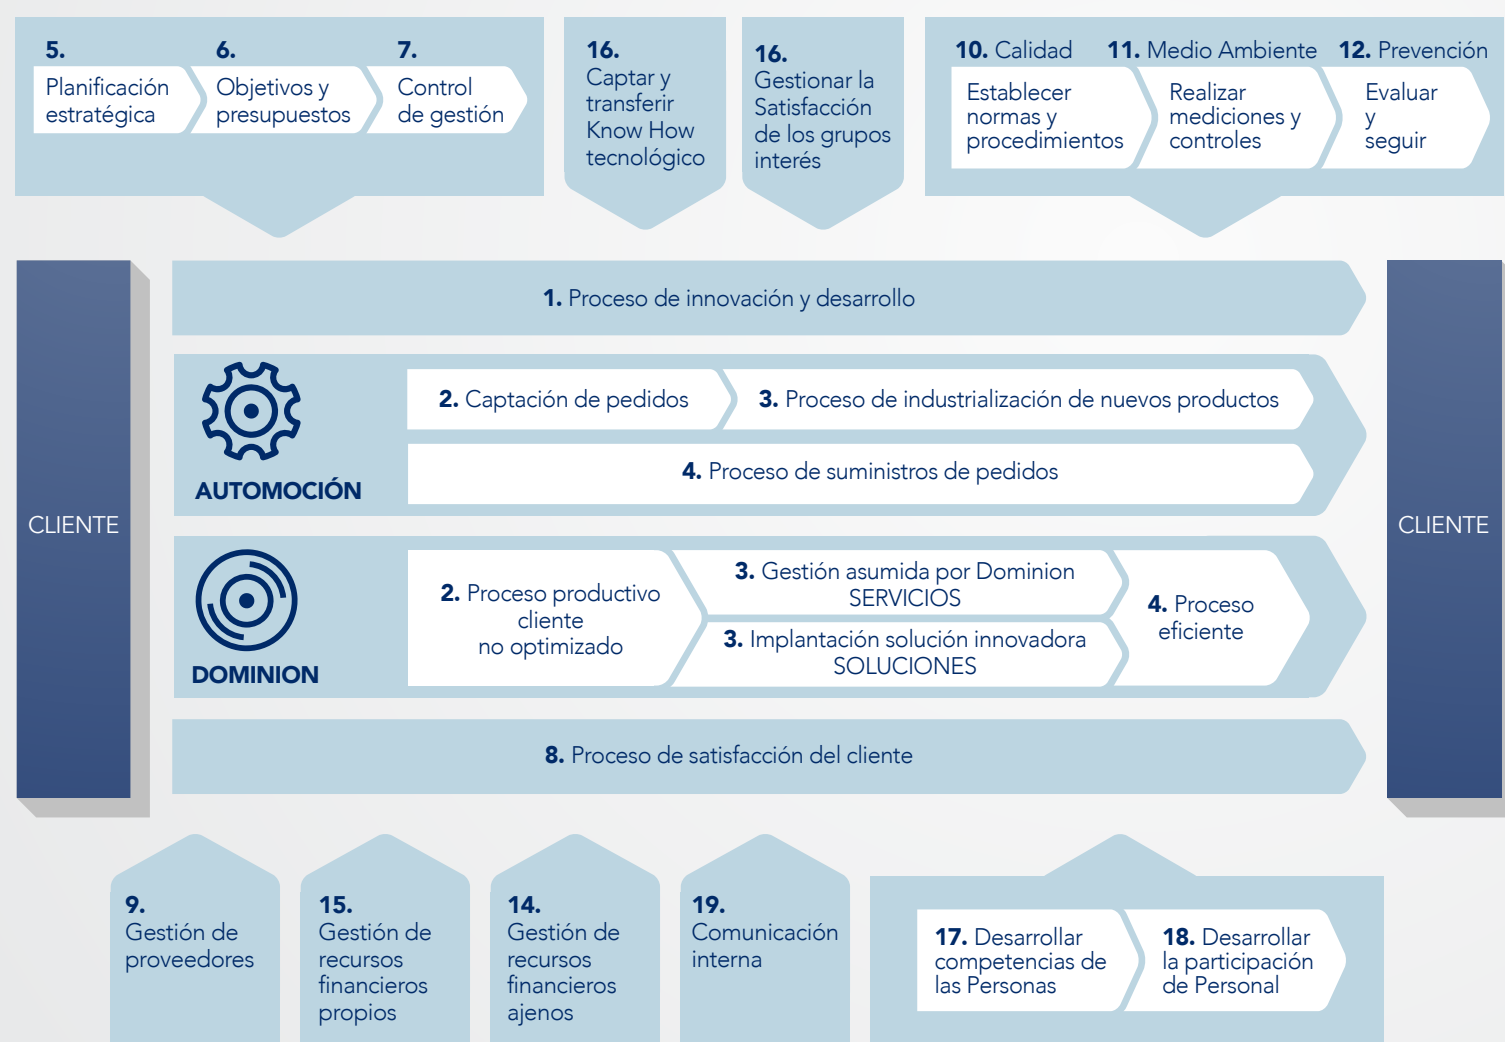 5.
Planificación
estratégica
6.
Objetivos y
presupuestos
7.
Control
de gestión
16.
Captar y
transferir
Know How
tecnológico
16.
Gestionar la
Satisfacción
de los grupos
interés
10. Calidad
Establecer
normas y
procedimientos
11. Medio Ambiente
Realizar
mediciones y
controles
12. Prevención
Evaluar
y
seguir
CLIENTE
1. Proceso de innovación y desarrollo
AUTOMOCIÓN
2. Captación de pedidos
3. Proceso de industrialización de nuevos productos
4. Proceso de suministros de pedidos
DOMINION
2. Proceso productivo
cliente
no optimizado
3. Gestión asumida por Dominion
SERVICIOS
3. Implantación solución innovadora
SOLUCIONES
4. Proceso
eficiente
8. Proceso de satisfacción del cliente
CLIENTE
9.
Gestión de
proveedores
15.
Gestión de
recursos
financieros
propios
14.
Gestión de
recursos
financieros
ajenos
19.
Comunicación
interna
17. Desarrollar
competencias de
las Personas
18. Desarrollar
la participación
de Personal